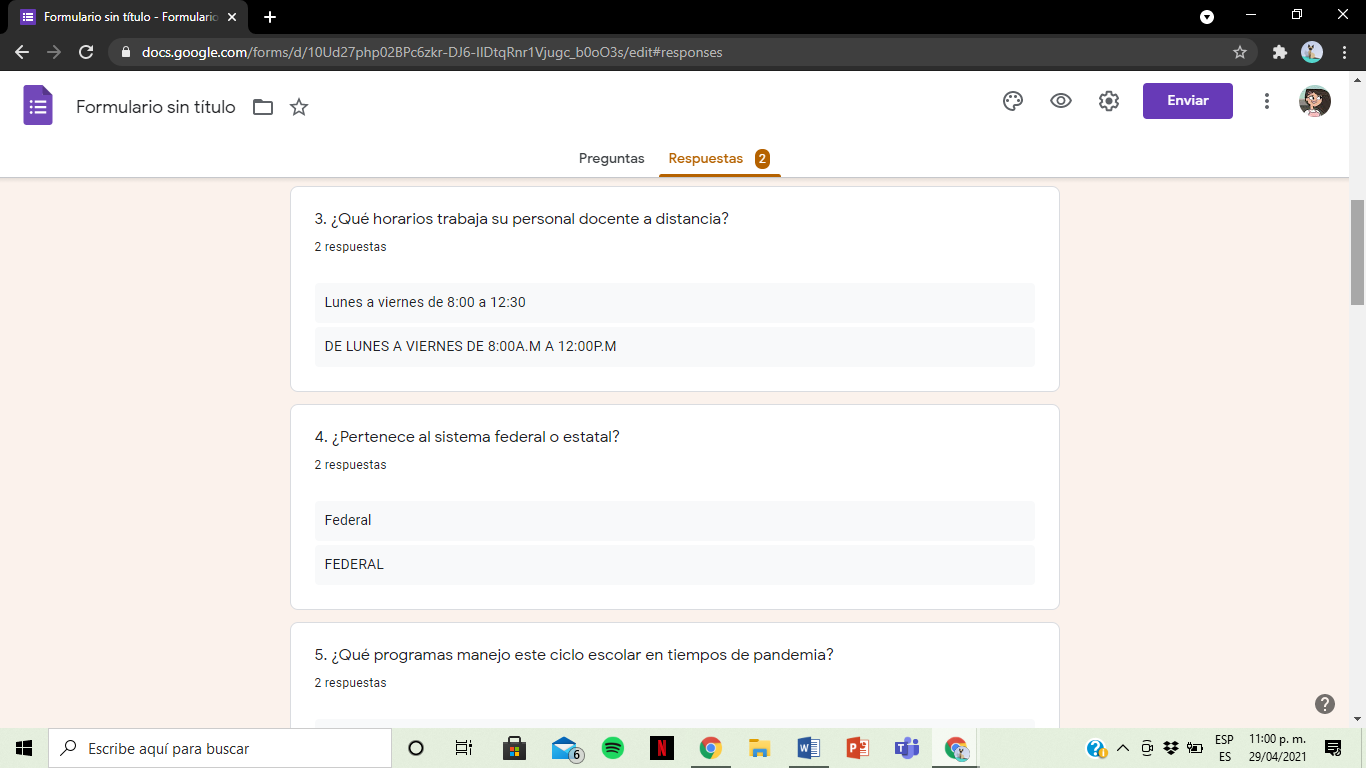 Formulario sin título - Formulario
docs.google.com/forms/d/10Ud27php02BPc6zkr-DJ6-IlDtqRnr1Vjugc_b0oO3s/edit#responses
Formulario sin título
Enviar
Preguntas
Respuestas 2
3. ¿Qué horarios trabaja su personal docente a distancia?
2 respuestas
Lunes a viernes de 8:00 a 12:30
DE LUNES A VIERNES DE 8:00A.M A 12:00P.M
4. ¿Pertenece al sistema federal o estatal?
2 respuestas
Federal
FEDERAL
5. ¿Qué programas manejo este ciclo escolar en tiempos de pandemia?
2 respuestas
Escribe aquí para buscar
6
ESP
ES
11:00 p. m.
29/04/2021